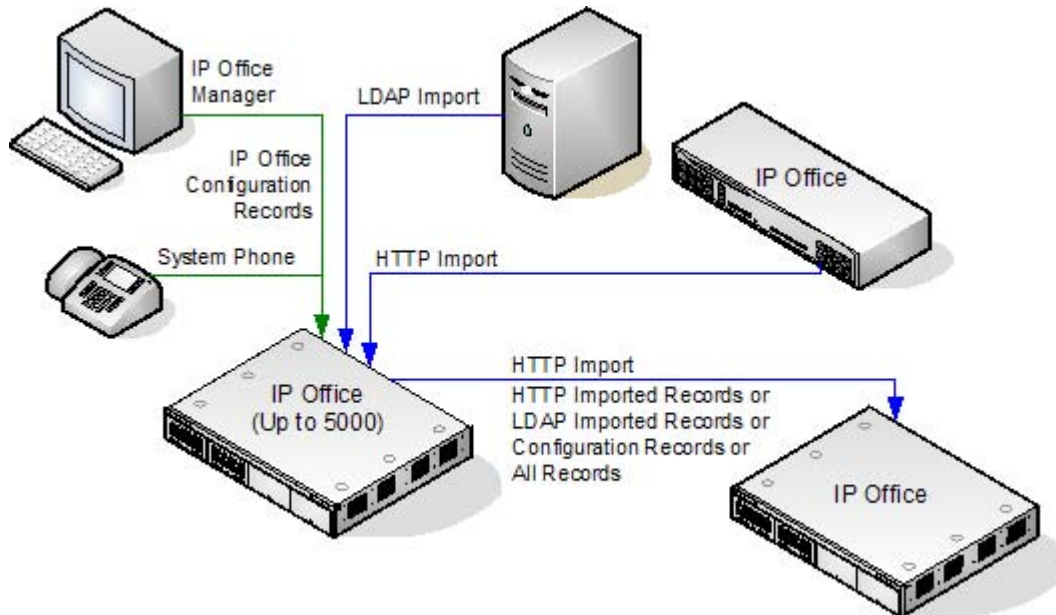 IP Office
Manager
LDAP Import
IP Office
IP Office
Configuration
Records
System Phone
HTTP Import
IP Office
(Up to 5000)
HTTP Import
HTTP Imported Records or
LDAP Imported Records or
Configuration Records or
All Records
IP Office